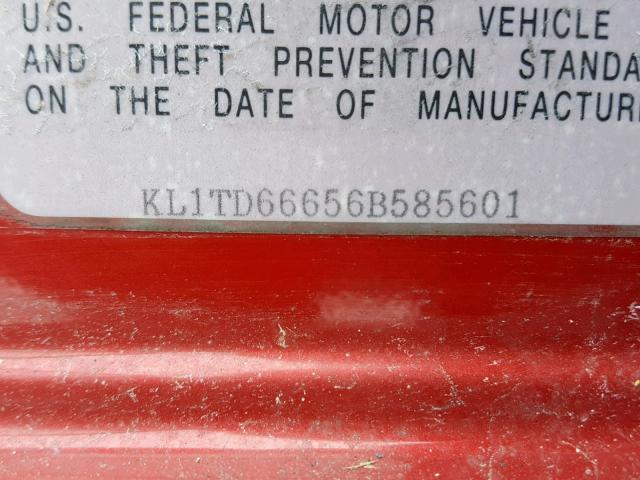 U.S. FEDERAL MOTOR VEHICLE
AND THEFT PREVENTION STANDA
ON THE DATE OF MANUFACTUR
KL1TD66656B585601